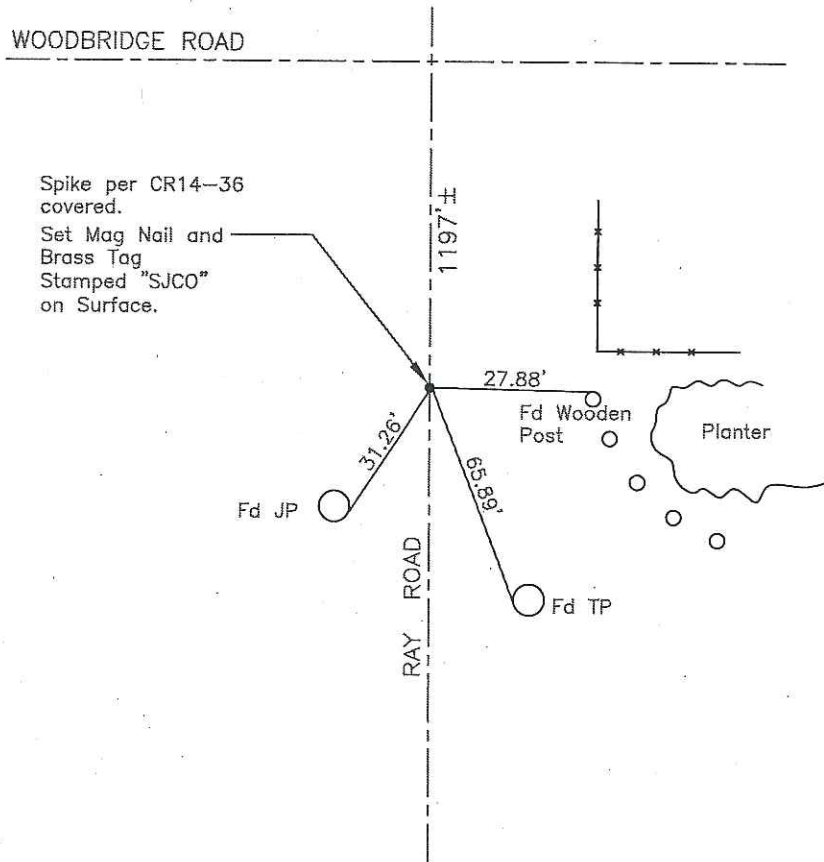 WOODBRIDGE ROAD
Spike per CR14-36
covered.
Set Mag Nail and
Brass Tag
Stamped "SJCO"
on Surface.
1197'±
27.88'
Fd Wooden
Post
Planter
31.26'
65.89'
Fd JP
Fd TP
RAY ROAD